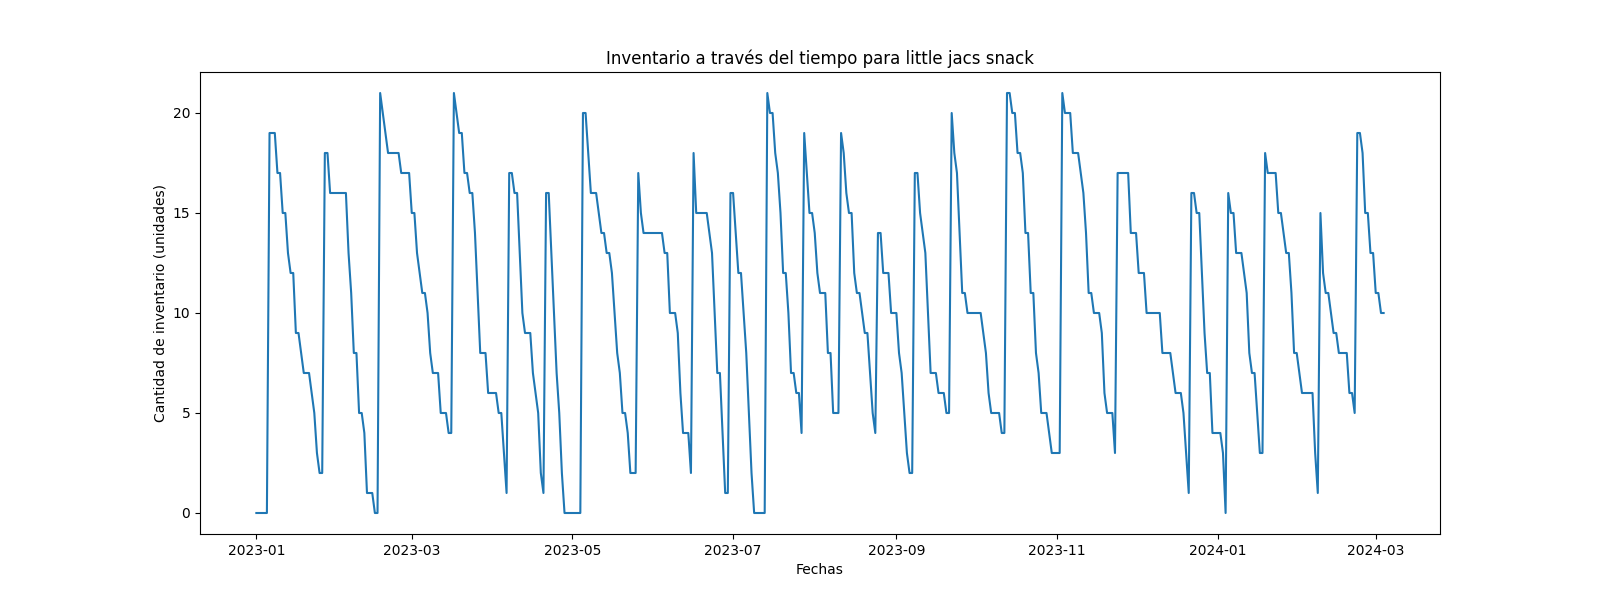 Inventario a través del tiempo para little jacs snack
Cantidad de inventario (unidades)
20
15
10
5
0
2023-01 2023-03 2023-05 2023-07 2023-09 2023-11 2024-01 2024-03
Fechas